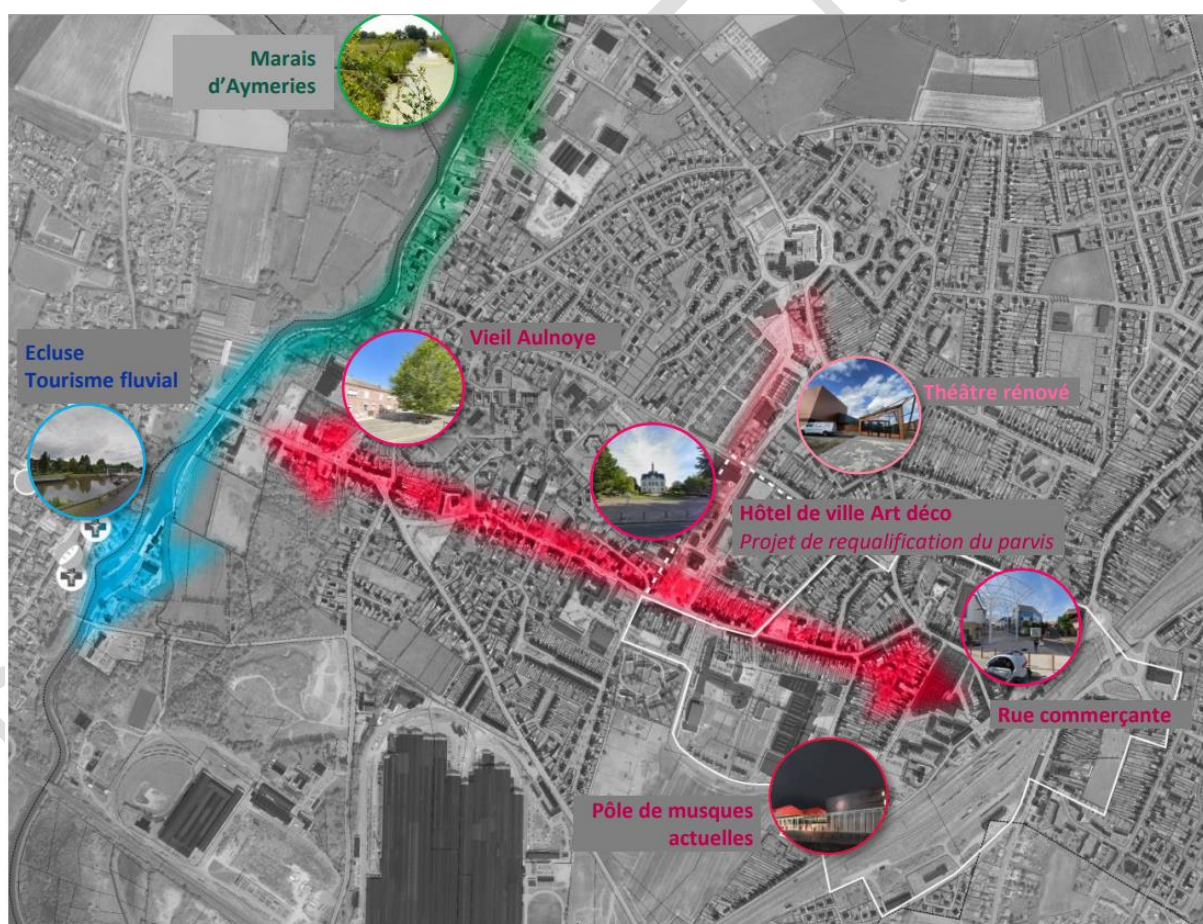 Marais
d'Aymeries
Vieil Aulnoye
Ecluse
Tourisme fluvial
Théâtre rénové
Hôtel de ville Art déco
Projet de requalification du parvis
Rue commerçante
Pôle de musques
actuelles